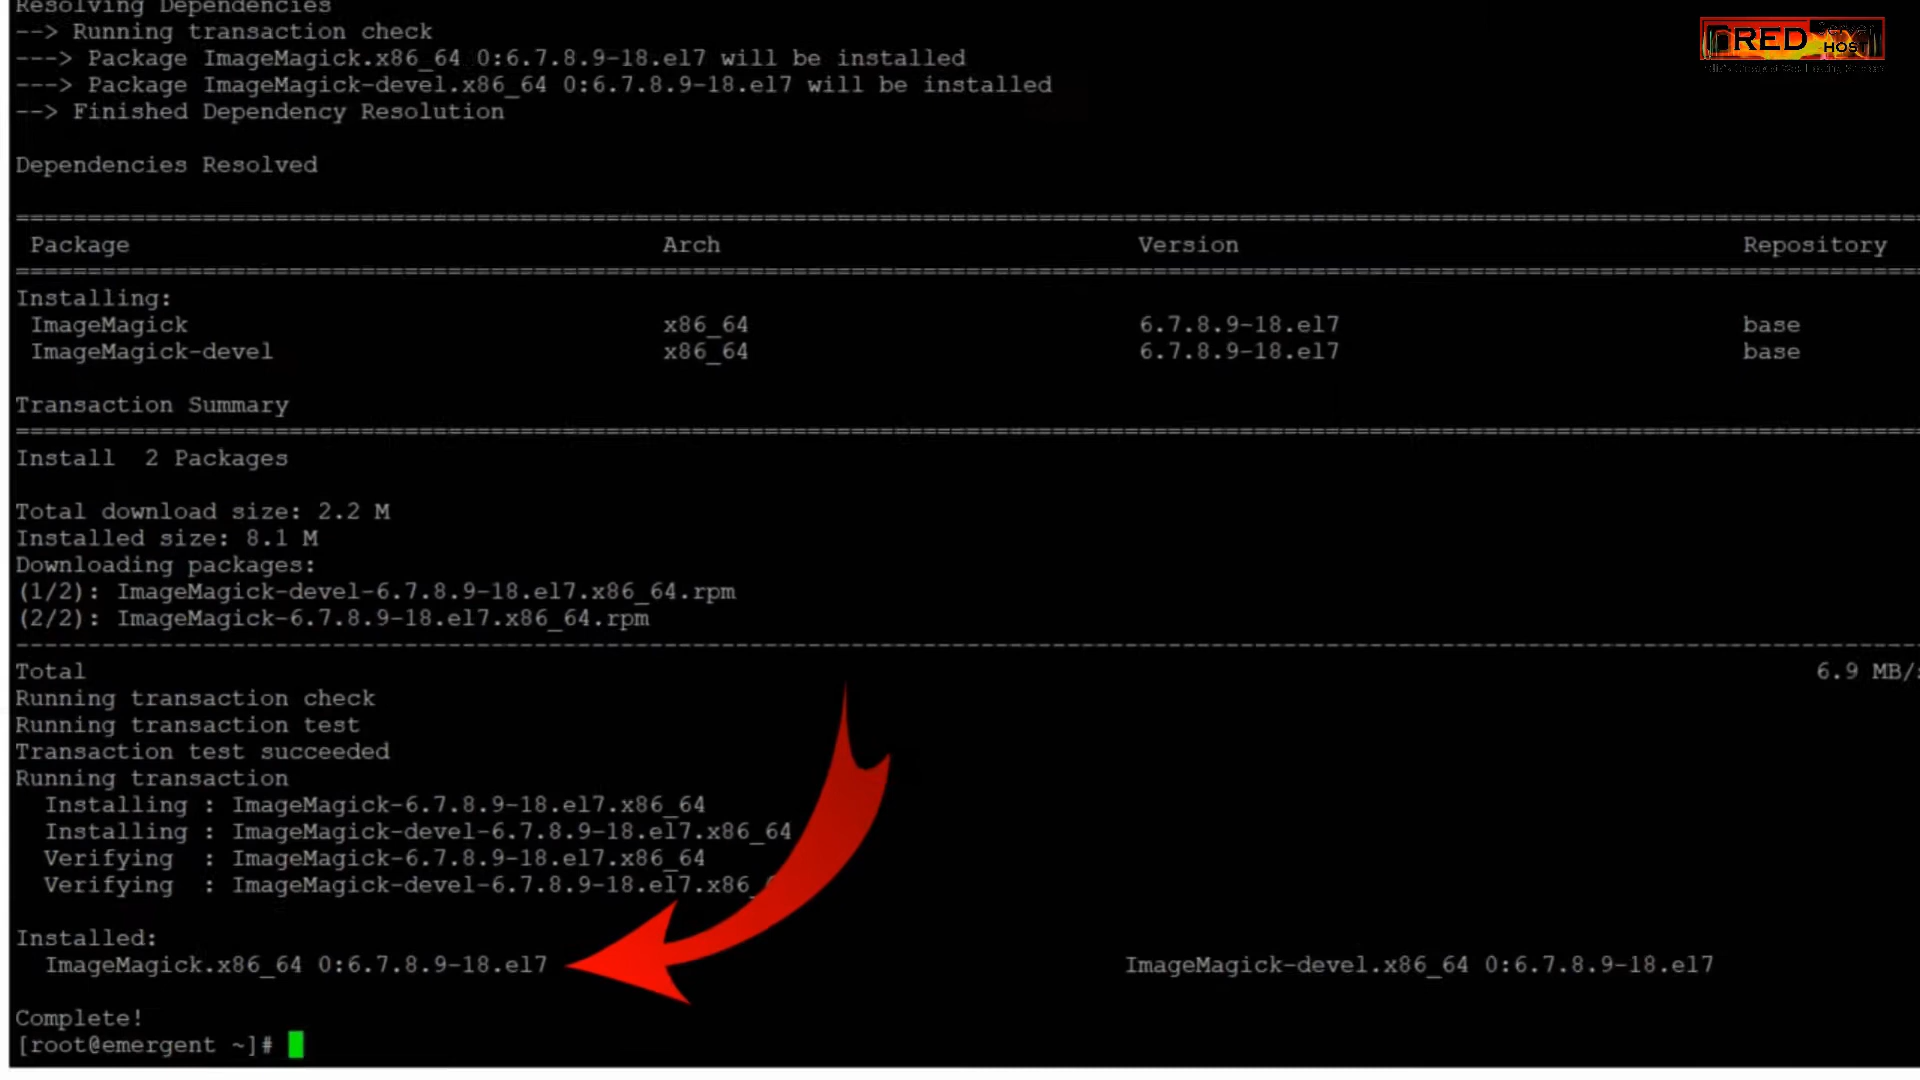 Resolving Dependencies
--> Running transaction check
---> Package ImageMagick.x86_64 0:6.7.8.9-18.el7 will be installed
---> Package ImageMagick-devel.x86_64 0:6.7.8.9-18.el7 will be installed
--> Finished Dependency Resolution
Dependencies Resolved
Package Arch Version Repository
Installing:
ImageMagick x86_64 6.7.8.9-18.el7 base
ImageMagick-devel x86_64 6.7.8.9-18.el7 base
Transaction Summary
Install 2 Packages
Total download size: 2.2 M
Installed size: 8.1 M
Downloading packages:
(1/2): ImageMagick-devel-6.7.8.9-18.el7.x86_64.rpm
(2/2): ImageMagick-6.7.8.9-18.el7.x86_64.rpm
Total 6.9 MB/s
Running transaction check
Running transaction test
Transaction test succeeded
Running transaction
Installing : ImageMagick-6.7.8.9-18.el7.x86_64
Installing : ImageMagick-devel-6.7.8.9-18.el7.x86_64
Verifying : ImageMagick-6.7.8.9-18.el7.x86_64
Verifying : ImageMagick-devel-6.7.8.9-18.el7.x86_
Installed:
ImageMagick.x86_64 0:6.7.8.9-18.el7 ImageMagick-devel.x86_64 0:6.7.8.9-18.el7
Complete!
[root@emergent ~]#
RED Server
HOST